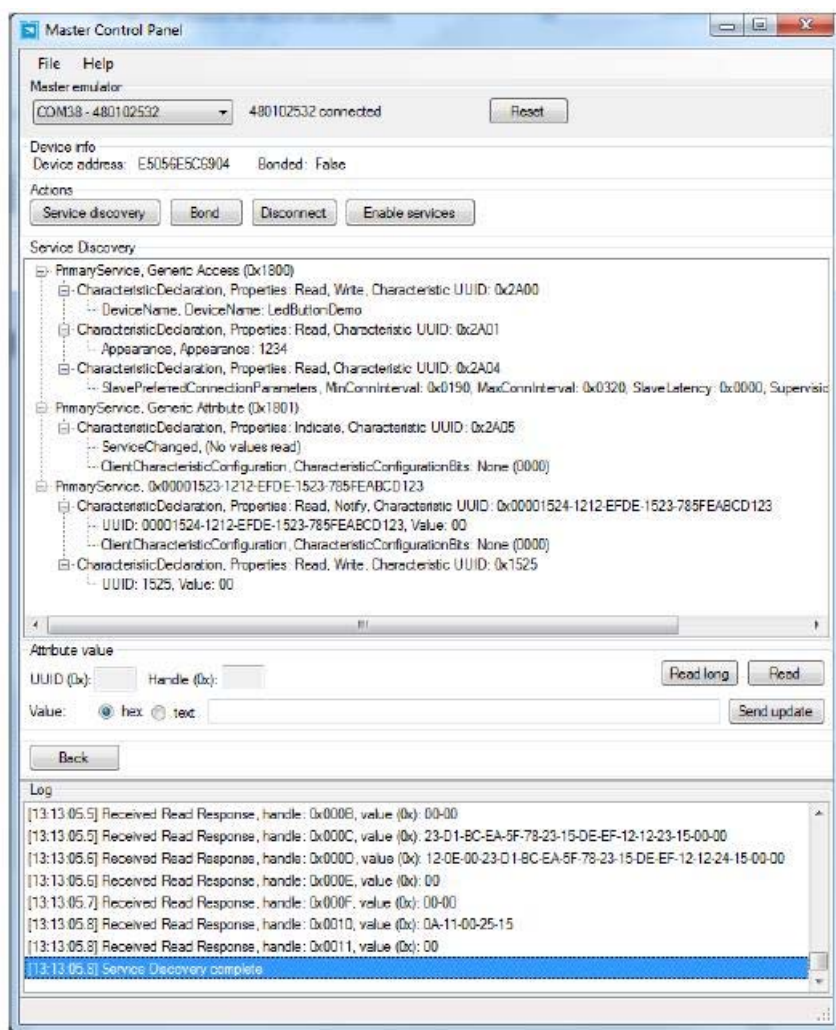 Master Control Panel
File Help
Master emulator
COM38 - 480102532 480102532 connected Reset
Device info
Device address: E5056E5C6904 Bonded: False
Actions
Service discovery Bond Disconnect Enable services
Service Discovery
PrimaryService, Generic Access (0x1800)
CharacteristicDeclaration, Properties: Read, Write, Characteristic UUID: 0x2A00
DeviceName, DeviceName: LedButtonDemo
CharacteristicDeclaration, Properties: Read, Characteristic UUID: 0x2A01
Appearance, Appearance: 1234
CharacteristicDeclaration, Properties: Read, Characteristic UUID: 0x2A04
SlavePreferredConnectionParameters, MinConnInterval: 0x0190, MaxConnInterval: 0x0320, SlaveLatency: 0x0000, Supervisic
PrimaryService, Generic Attribute (0x1801)
CharacteristicDeclaration, Properties: Indicate, Characteristic UUID: 0x2A05
ServiceChanged, (No values read)
ClientCharacteristicConfiguration, CharacteristicConfigurationBits: None (0000)
PrimaryService, 0x00001523-1212-EFDE-1523-785FEABCD123
CharacteristicDeclaration, Properties: Read, Notify, Characteristic UUID: 0x00001524-1212-EFDE-1523-785FEABCD123
UUID: 00001524-1212-EFDE-1523-785FEABCD123, Value: 00
ClientCharacteristicConfiguration, CharacteristicConfigurationBits: None (0000)
CharacteristicDeclaration, Properties: Read, Write, Characteristic UUID: 0x1525
UUID: 1525, Value: 00
Attribute value
UUID (0x): Handle (0x): Read long Read
Value: hex text Send update
Back
Log
[13:13:05.5] Received Read Response, handle: 0x000B, value (0x): 00-00
[13:13:05.5] Received Read Response, handle: 0x000C, value (0x): 23-D1-BC-EA-5F-78-23-15-DE-EF-12-12-23-15-00-00
[13:13:05.6] Received Read Response, handle: 0x000D, value (0x): 12-0E-00-23-D1-BC-EA-5F-78-23-15-DE-EF-12-12-24-15-00-00
[13:13:05.6] Received Read Response, handle: 0x000E, value (0x): 00
[13:13:05.7] Received Read Response, handle: 0x000F, value (0x): 00-00
[13:13:05.8] Received Read Response, handle: 0x0010, value (0x): 0A-11-00-25-15
[13:13:05.8] Received Read Response, handle: 0x0011, value (0x): 00
[13:13:05.8] Service Discovery complete